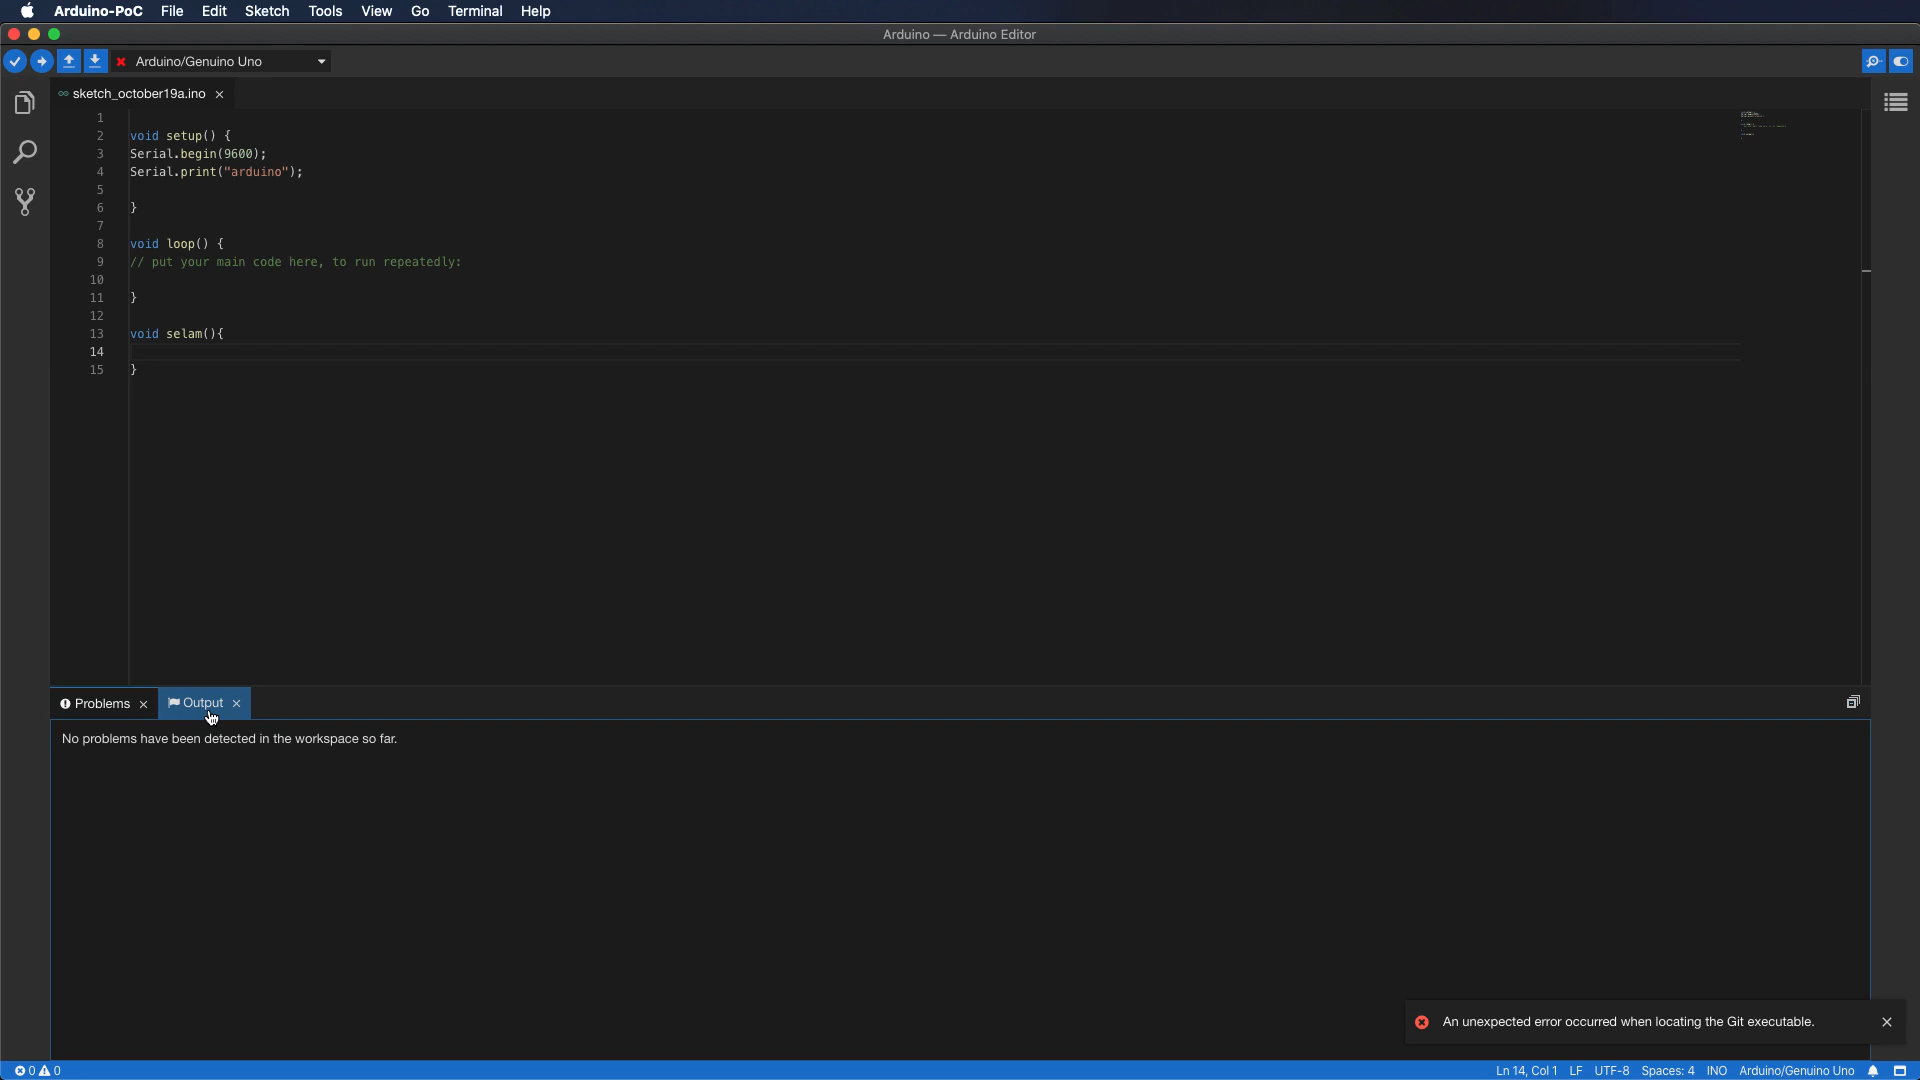 Arduino-PoC File Edit Sketch Tools View Go Terminal Help
Arduino — Arduino Editor
Arduino/Genuino Uno
sketch_october19a.ino
1
2 void setup() {
3 Serial.begin(9600);
4 Serial.print("arduino");
5
6 }
7
8 void loop() {
9 // put your main code here, to run repeatedly:
10
11 }
12
13 void selam(){
14
15 }
Problems Output
No problems have been detected in the workspace so far.
An unexpected error occurred when locating the Git executable.
0 0 Ln 14, Col 1 LF UTF-8 Spaces: 4 INO Arduino/Genuino Uno